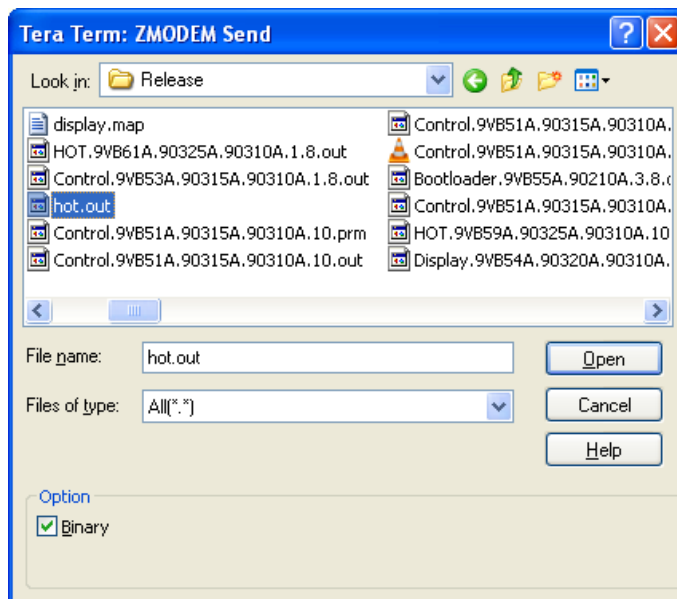 Tera Term: ZMODEM Send
Look in: Release
display.map
HOT.9VB61A.90325A.90310A.1.8.out
Control.9VB53A.90315A.90310A.1.8.out
hot.out
Control.9VB51A.90315A.90310A.10.prm
Control.9VB51A.90315A.90310A.10.out
Control.9VB51A.90315A.90310A.
Control.9VB51A.90315A.90310A.
Bootloader.9VB55A.90210A.3.8.
Control.9VB51A.90315A.90310A.
HOT.9VB59A.90325A.90310A.10
Display.9VB54A.90320A.90310A.
File name: hot.out
Open
Files of type: All(*.*)
Cancel
Help
Option
Binary